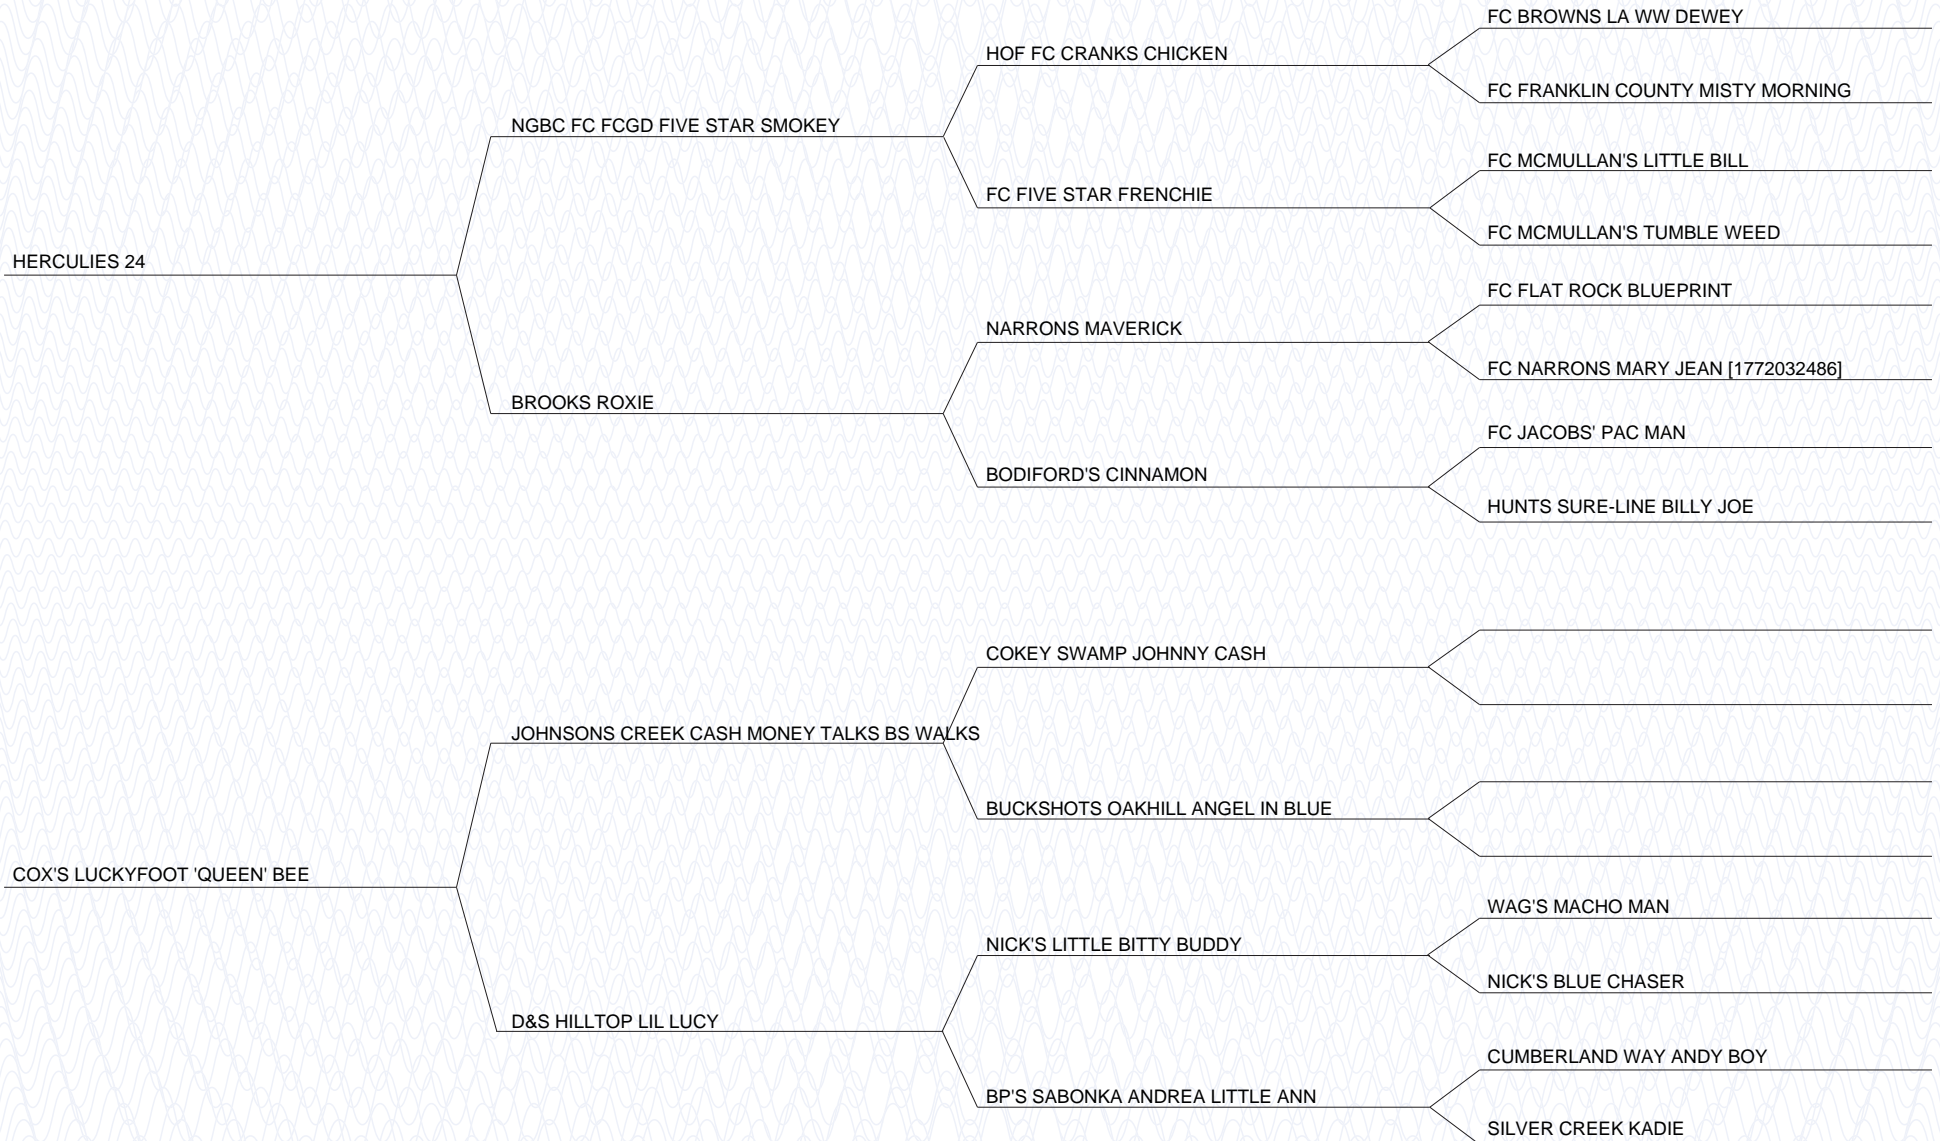 FC BROWNS LA WW DEWEY
HOF FC CRANKS CHICKEN
FC FRANKLIN COUNTY MISTY MORNING
NGBC FC FCGD FIVE STAR SMOKEY
FC MCMULLAN'S LITTLE BILL
FC FIVE STAR FRENCHIE
FC MCMULLAN'S TUMBLE WEED
HERCULIES 24
FC FLAT ROCK BLUEPRINT
NARRONS MAVERICK
FC NARRONS MARY JEAN [1772032486]
BROOKS ROXIE
FC JACOBS' PAC MAN
BODIFORD'S CINNAMON
HUNTS SURE-LINE BILLY JOE
COKEY SWAMP JOHNNY CASH
JOHNSONS CREEK CASH MONEY TALKS BS WALKS
BUCKSHOTS OAKHILL ANGEL IN BLUE
COX'S LUCKYFOOT 'QUEEN' BEE
WAG'S MACHO MAN
NICK'S LITTLE BITTY BUDDY
NICK'S BLUE CHASER
D&S HILLTOP LIL LUCY
CUMBERLAND WAY ANDY BOY
BP'S SABONKA ANDREA LITTLE ANN
SILVER CREEK KADIE